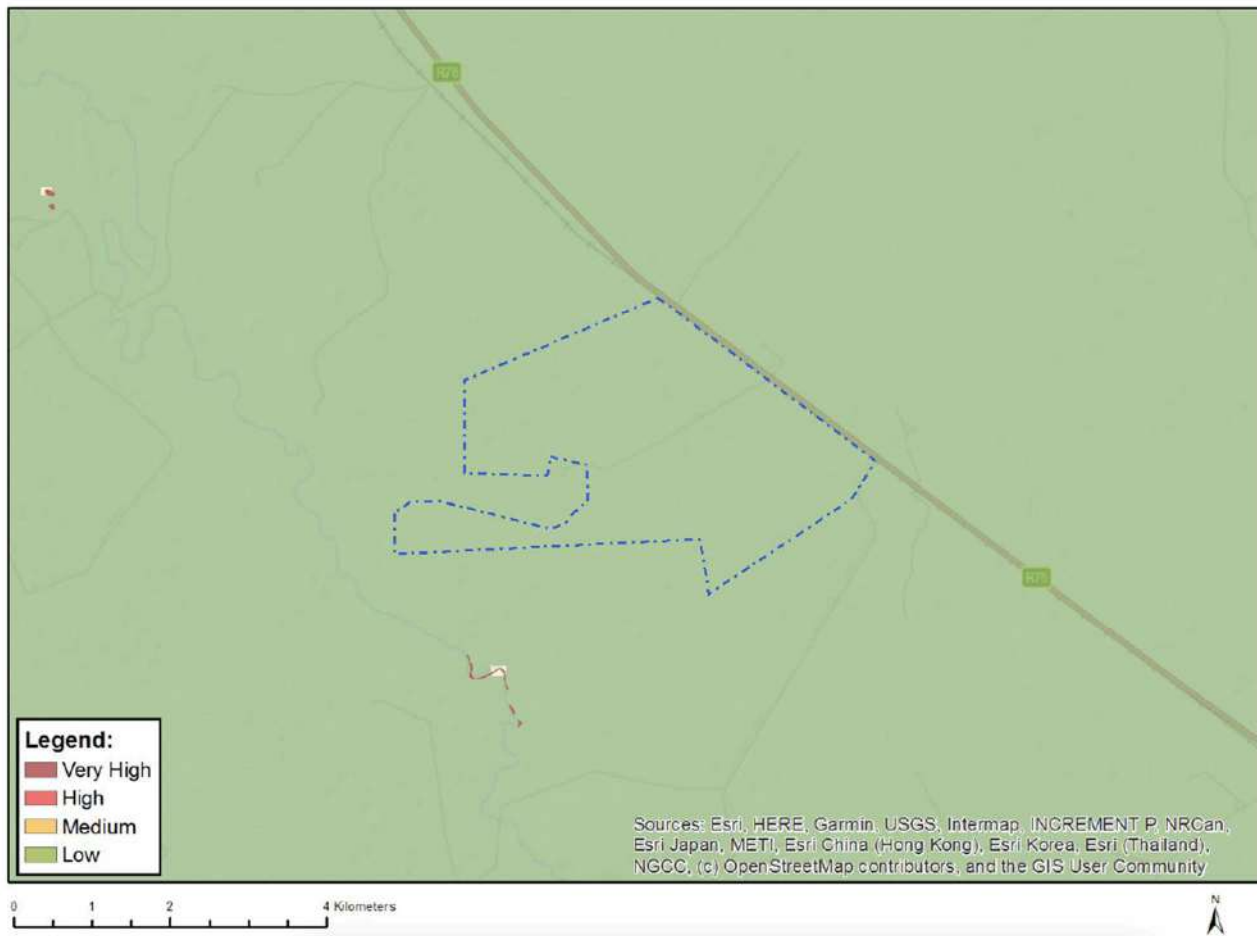 Legend:
Very High
High
Medium
Low
Sources: Esri, HERE, Garmin, USGS, Intermap, INCREMENT P, NRCan,
Esri Japan, METI, Esri China (Hong Kong), Esri Korea, Esri (Thailand),
NGCC, (c) OpenStreetMap contributors, and the GIS User Community
0 1 2 4 Kilometers
N